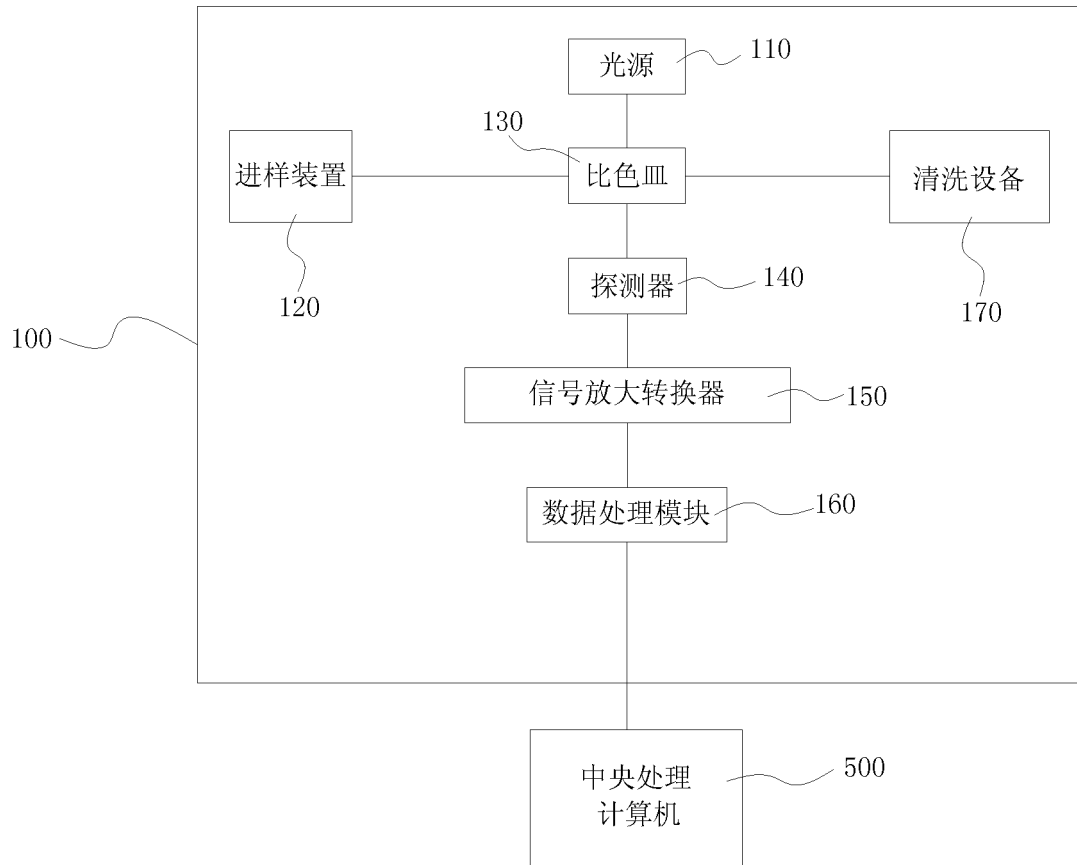 光源
110
130
进样装置
比色皿
清洗设备
120
探测器
140
170
100
信号放大转换器
150
数据处理模块
160
中央处理
计算机
500